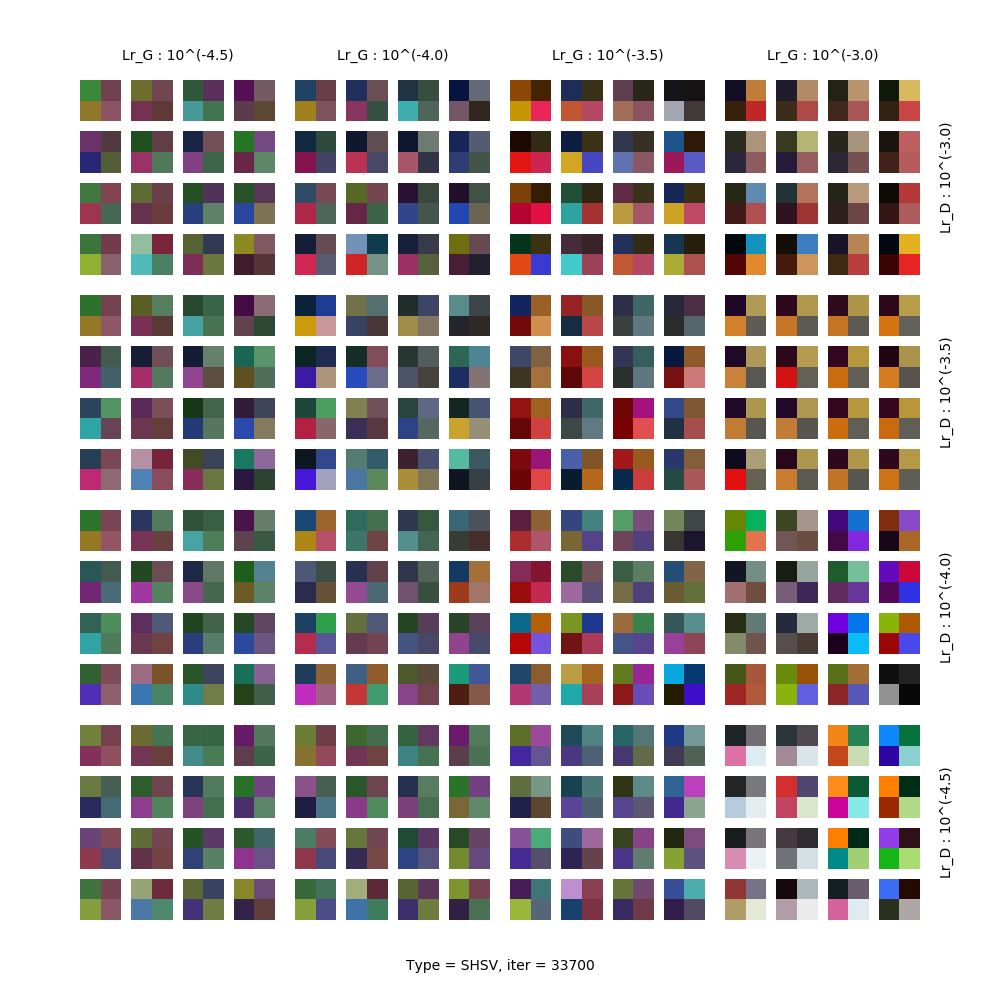 Lr_G : 10^(-4.5)
Lr_G : 10^(-4.0)
Lr_G : 10^(-3.5)
Lr_G : 10^(-3.0)
Lr_D : 10^(-3.0)
Lr_D : 10^(-3.5)
Lr_D : 10^(-4.0)
Lr_D : 10^(-4.5)
Type = SHSV, iter = 33700